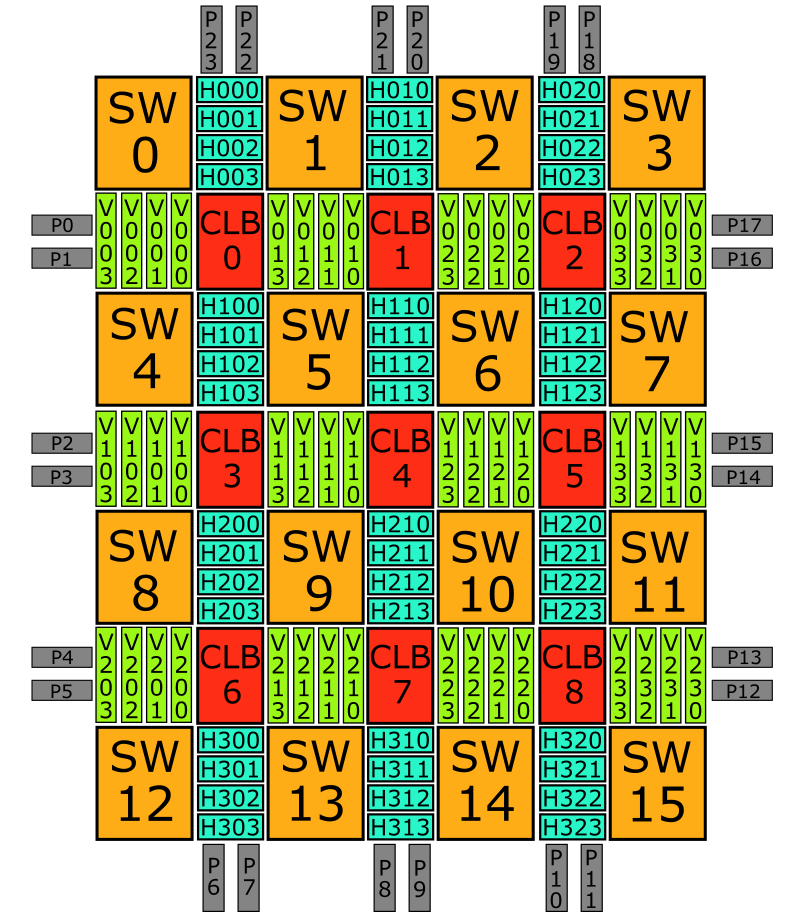 P23 P22 P21 P20 P19 P18
SW 0 H000 SW 1 H010 SW 2 H020 SW 3
H001 H011 H021
H002 H012 H022
H003 H013 H023
P0 V003 V002 V001 V000 CLB 0 V013 V012 V011 V010 CLB 1 V023 V022 V021 V020 CLB 2 V033 V032 V031 V030 P17
P1 P16
SW 4 H100 SW 5 H110 SW 6 H120 SW 7
H101 H111 H121
H102 H112 H122
H103 H113 H123
P2 V103 V102 V101 V100 CLB 3 V113 V112 V111 V110 CLB 4 V123 V122 V121 V120 CLB 5 V133 V132 V131 V130 P15
P3 P14
SW 8 H200 SW 9 H210 SW 10 H220 SW 11
H201 H211 H221
H202 H212 H222
H203 H213 H223
P4 V203 V202 V201 V200 CLB 6 V213 V212 V211 V210 CLB 7 V223 V222 V221 V220 CLB 8 V233 V232 V231 V230 P13
P5 P12
SW 12 H300 SW 13 H310 SW 14 H320 SW 15
H301 H311 H321
H302 H312 H322
H303 H313 H323
P6 P7 P8 P9 P10 P11